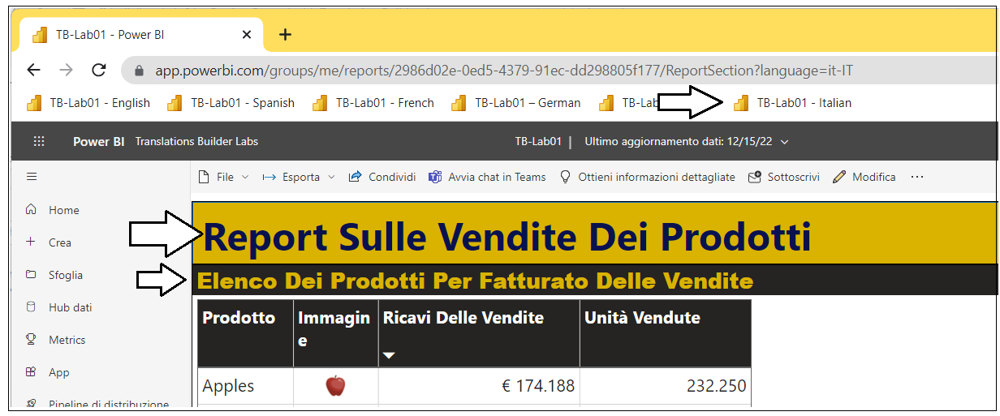 TB-Lab01 - Power BI
app.powerbi.com/groups/me/reports/2986d02e-0ed5-4379-91ec-dd298805f177/ReportSection?language=it-IT
TB-Lab01 - English TB-Lab01 - Spanish TB-Lab01 - French TB-Lab01 – German TB-Lab TB-Lab01 - Italian
Power BI Translations Builder Labs TB-Lab01 | Ultimo aggiornamento dati: 12/15/22
File Esporta Condividi Avvia chat in Teams Ottieni informazioni dettagliate Sottoscrivi Modifica ...
Home
Crea
Sfoglia
Hub dati
Metrics
App
Pipeline di distribuzione
Report Sulle Vendite Dei Prodotti
Elenco Dei Prodotti Per Fatturato Delle Vendite
Prodotto Immagin Ricavi Delle Vendite Unità Vendute
e
Apples € 174.188 232.250